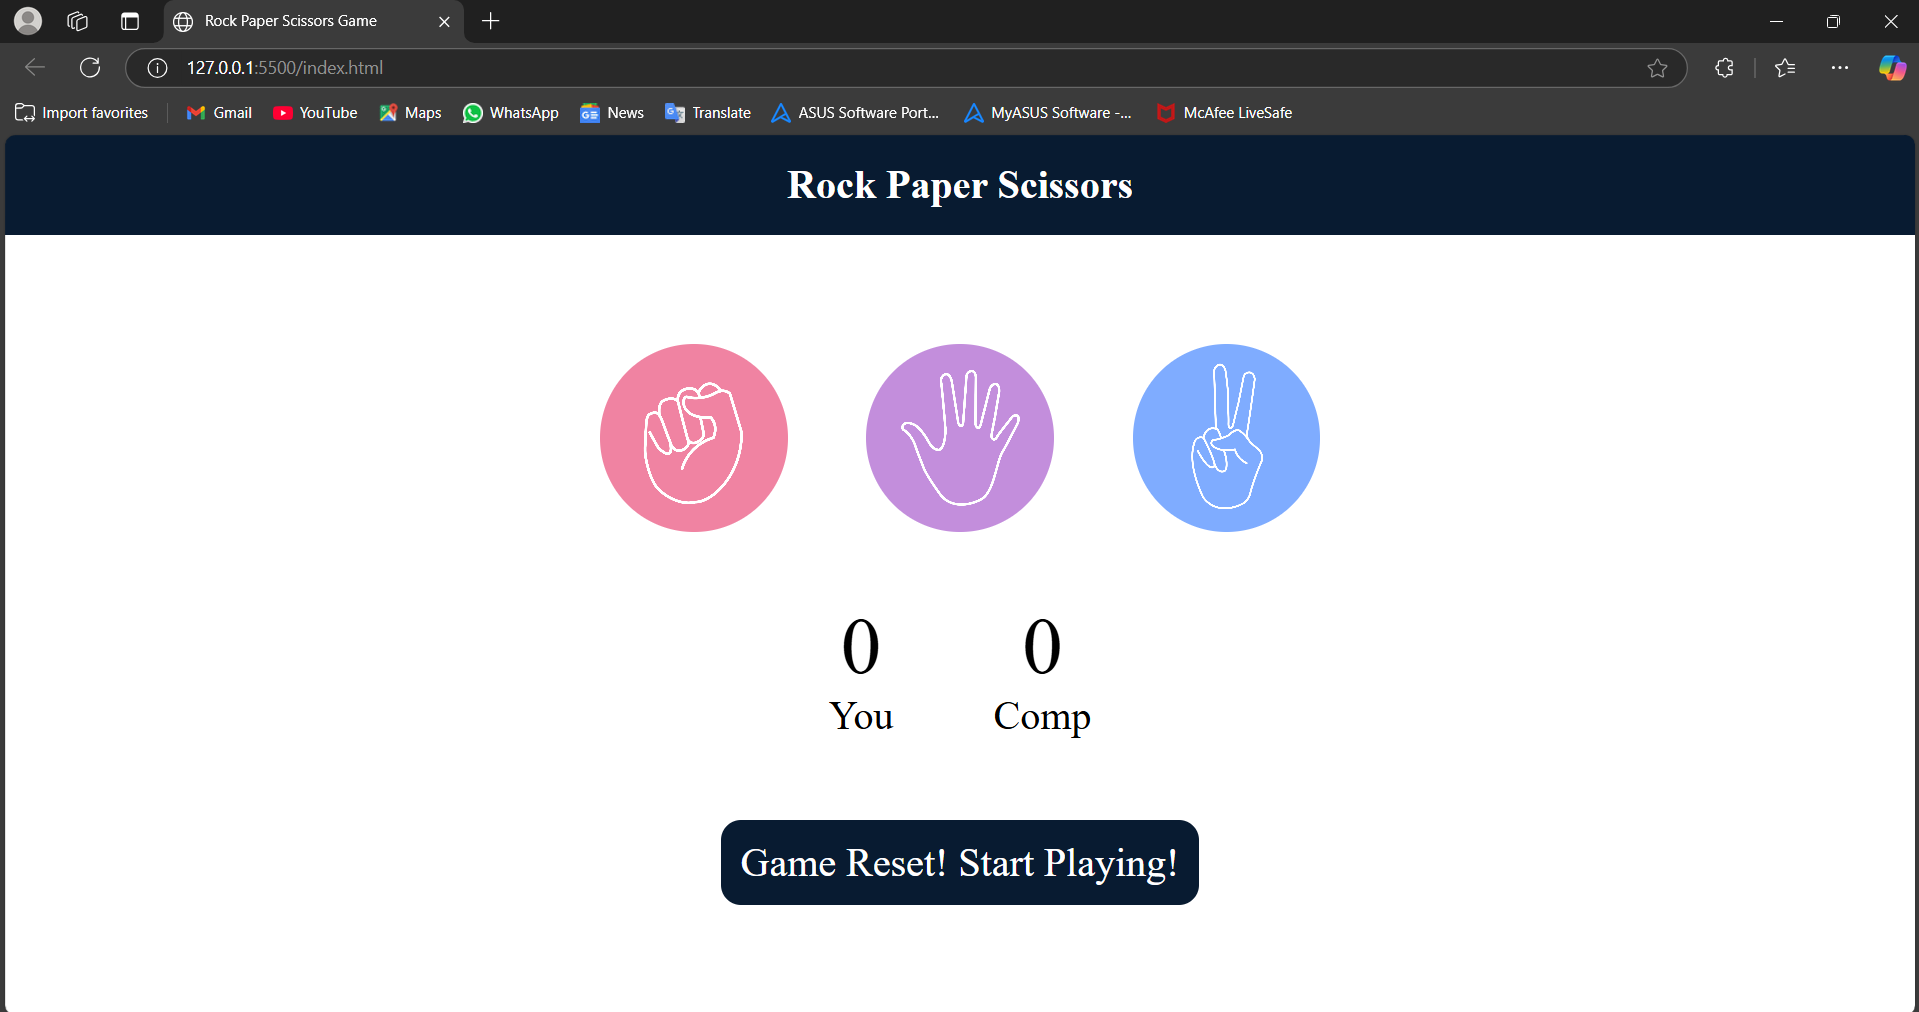 Rock Paper Scissors Game
127.0.0.1:5500/index.html
Import favorites Gmail YouTube Maps WhatsApp News Translate ASUS Software Port... MyASUS Software -... McAfee LiveSafe
Rock Paper Scissors
0 0
You Comp
Game Reset! Start Playing!